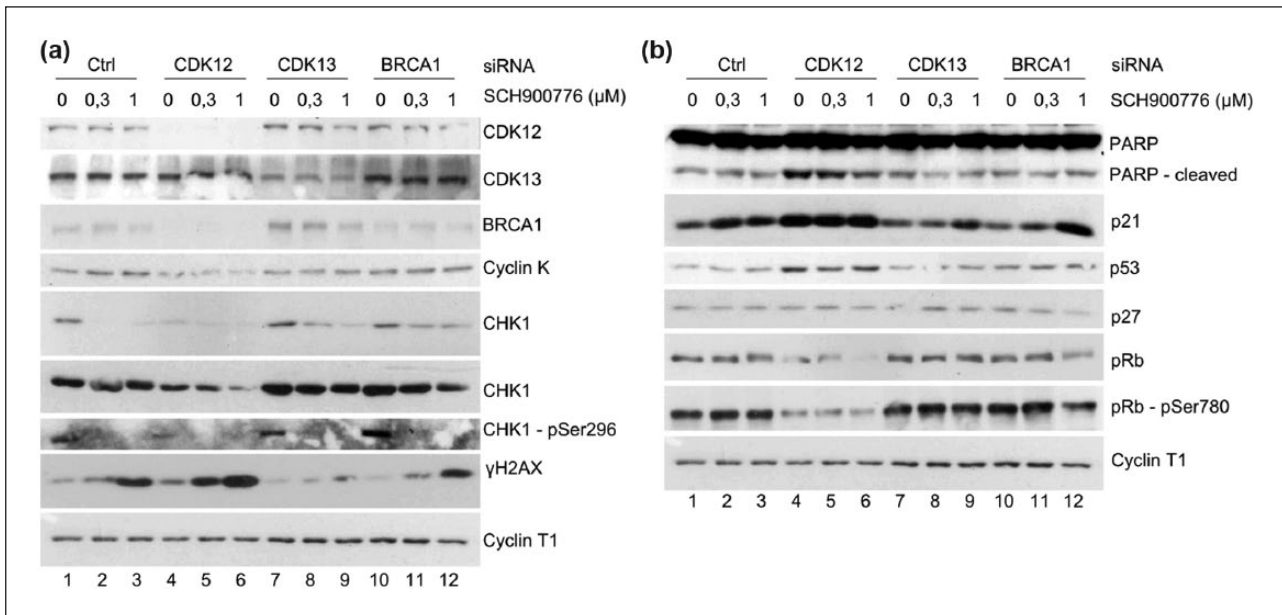 (a)
Ctrl CDK12 CDK13 BRCA1 siRNA
0 0,3 1 0 0,3 1 0 0,3 1 0 0,3 1 SCH900776 (µM)
CDK12
CDK13
BRCA1
Cyclin K
CHK1
CHK1
CHK1 - pSer296
γH2AX
Cyclin T1
1 2 3 4 5 6 7 8 9 10 11 12
(b)
Ctrl CDK12 CDK13 BRCA1 siRNA
0 0,3 1 0 0,3 1 0 0,3 1 0 0,3 1 SCH900776 (µM)
PARP
PARP - cleaved
p21
p53
p27
pRb
pRb - pSer780
Cyclin T1
1 2 3 4 5 6 7 8 9 10 11 12